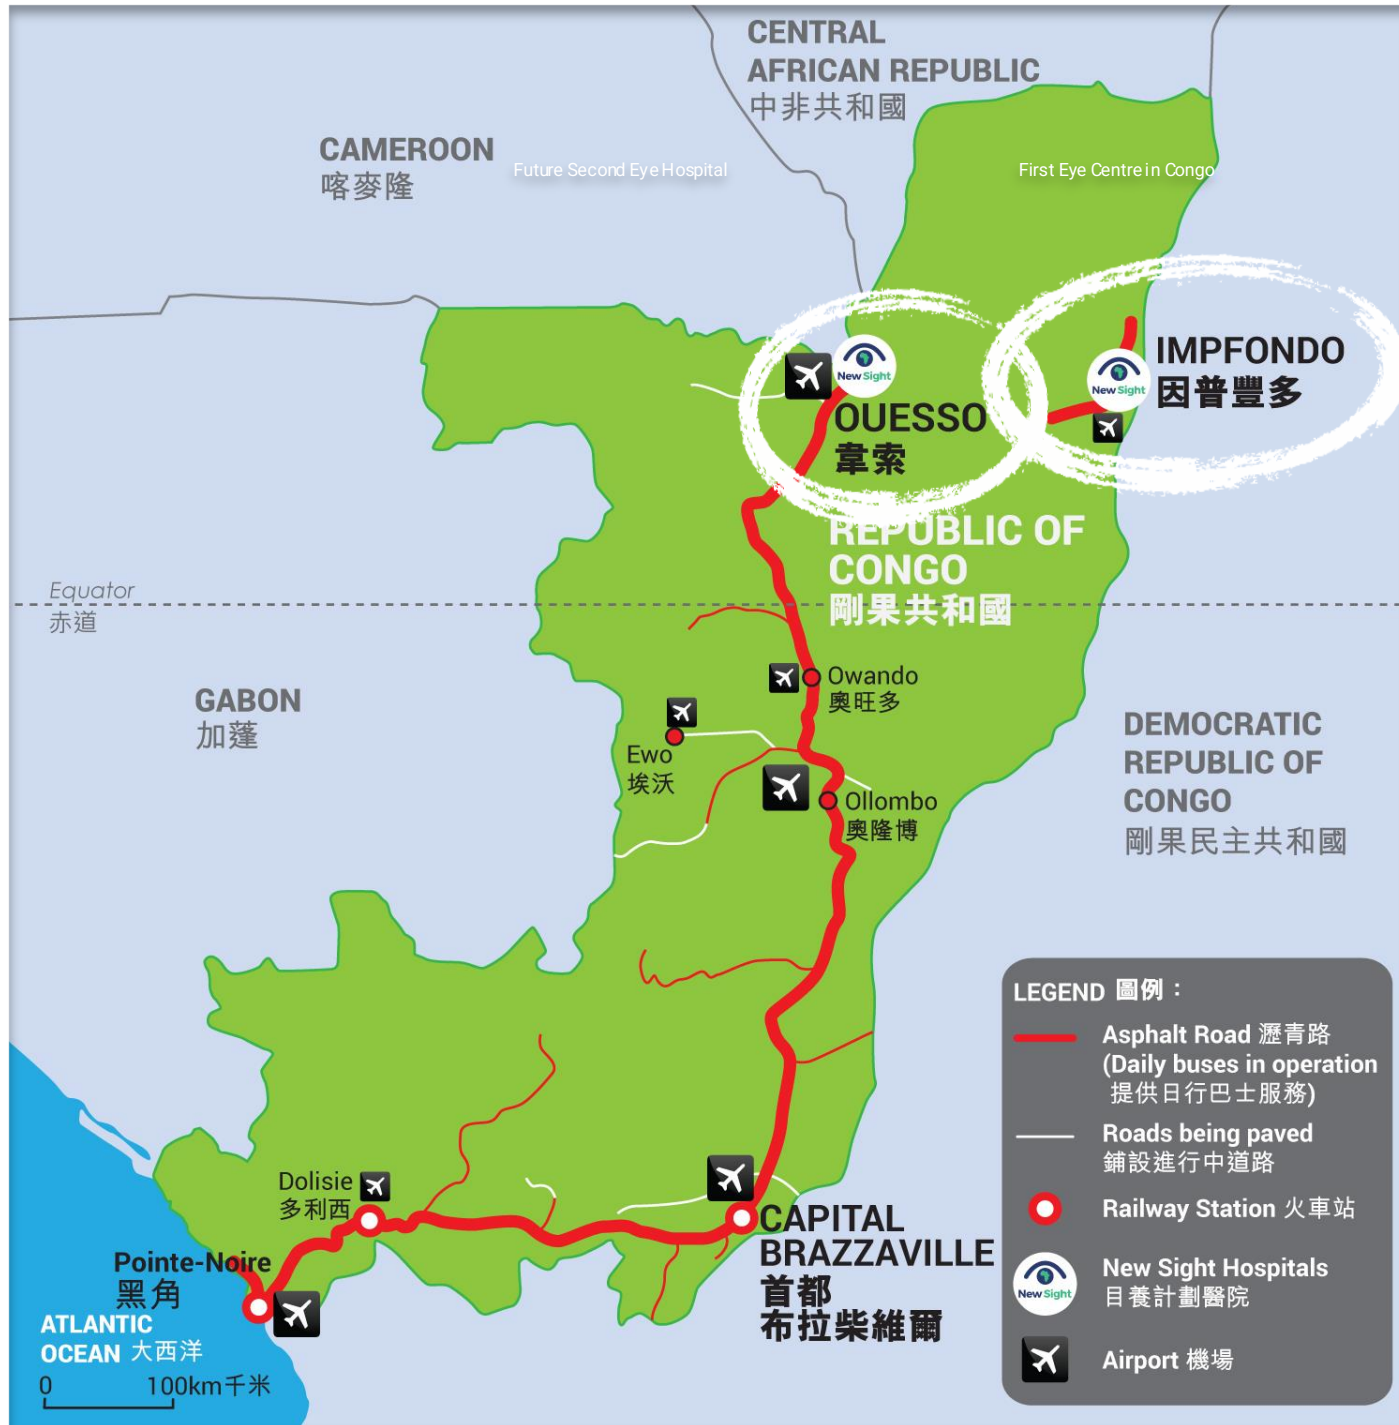 CENTRAL
AFRICAN REPUBLIC
中非共和國
CAMEROON
喀麥隆
Future Second Eye Hospital
First Eye Centre in Congo
New Sight
OUESSO
韋索
New Sight
IMPFONDO
因普豐多
REPUBLIC OF
CONGO
剛果共和國
Equator
赤道
GABON
加蓬
Owando
奧旺多
Ewo
埃沃
Ollombo
奧隆博
DEMOCRATIC
REPUBLIC OF
CONGO
剛果民主共和國
Dolisie
多利西
Pointe-Noire
黑角
CAPITAL
BRAZZAVILLE
首都
布拉柴維爾
ATLANTIC
OCEAN 大西洋
0 100km千米
LEGEND 圖例：
Asphalt Road 瀝青路
(Daily buses in operation
提供日行巴士服務)
Roads being paved
鋪設進行中道路
Railway Station 火車站
New Sight
New Sight Hospitals
目養計劃醫院
Airport 機場